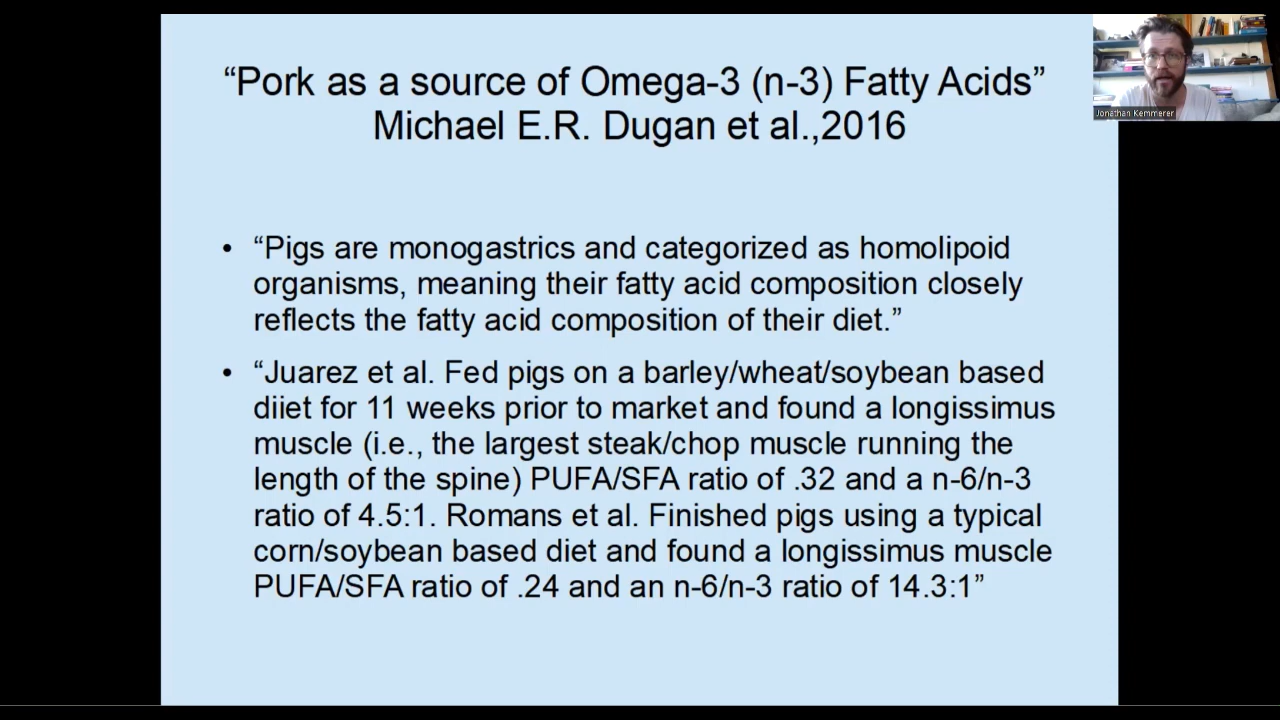 “Pork as a source of Omega-3 (n-3) Fatty Acids”
Michael E.R. Dugan et al.,2016
Jonathan Kemmerer
• “Pigs are monogastrics and categorized as homolipoid
organisms, meaning their fatty acid composition closely
reflects the fatty acid composition of their diet.”
• “Juarez et al. Fed pigs on a barley/wheat/soybean based
diiet for 11 weeks prior to market and found a longissimus
muscle (i.e., the largest steak/chop muscle running the
length of the spine) PUFA/SFA ratio of .32 and a n-6/n-3
ratio of 4.5:1. Romans et al. Finished pigs using a typical
corn/soybean based diet and found a longissimus muscle
PUFA/SFA ratio of .24 and an n-6/n-3 ratio of 14.3:1”